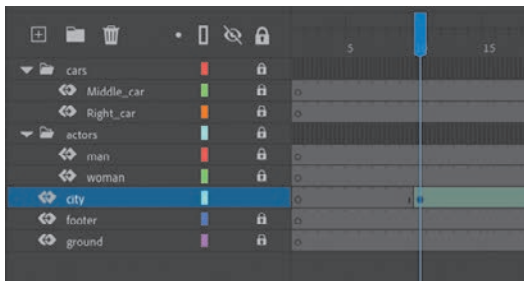 5 15
cars
Middle_car
Right_car
actors
man
woman
city
footer
ground